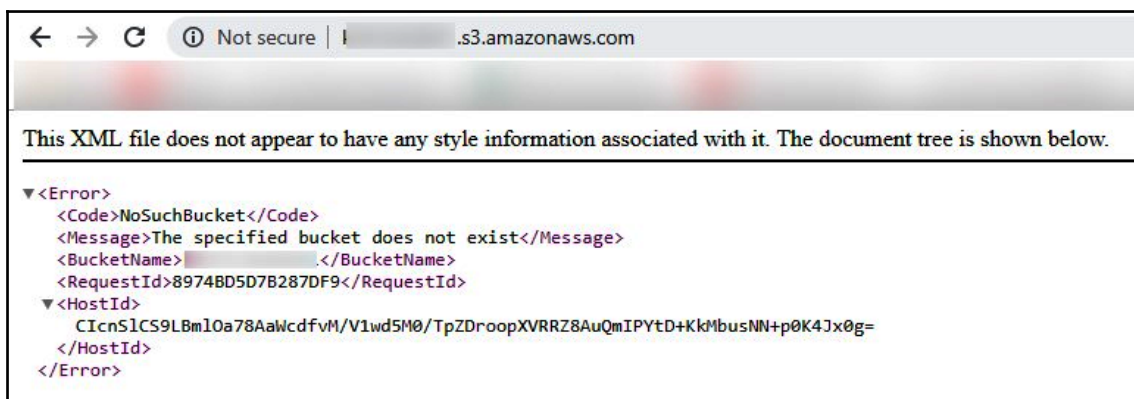 Not secure | .s3.amazonaws.com
This XML file does not appear to have any style information associated with it. The document tree is shown below.
▼<Error>
<Code>NoSuchBucket</Code>
<Message>The specified bucket does not exist</Message>
<BucketName> </BucketName>
<RequestId>8974BD5D7B287DF9</RequestId>
▼<HostId>
CIcnSlCS9LBmlOa78AaWcdfvM/V1wd5M0/TpZDroopXVRRZ8AuQmIPYtD+KkMbusNN+p0K4Jx0g=
</HostId>
</Error>